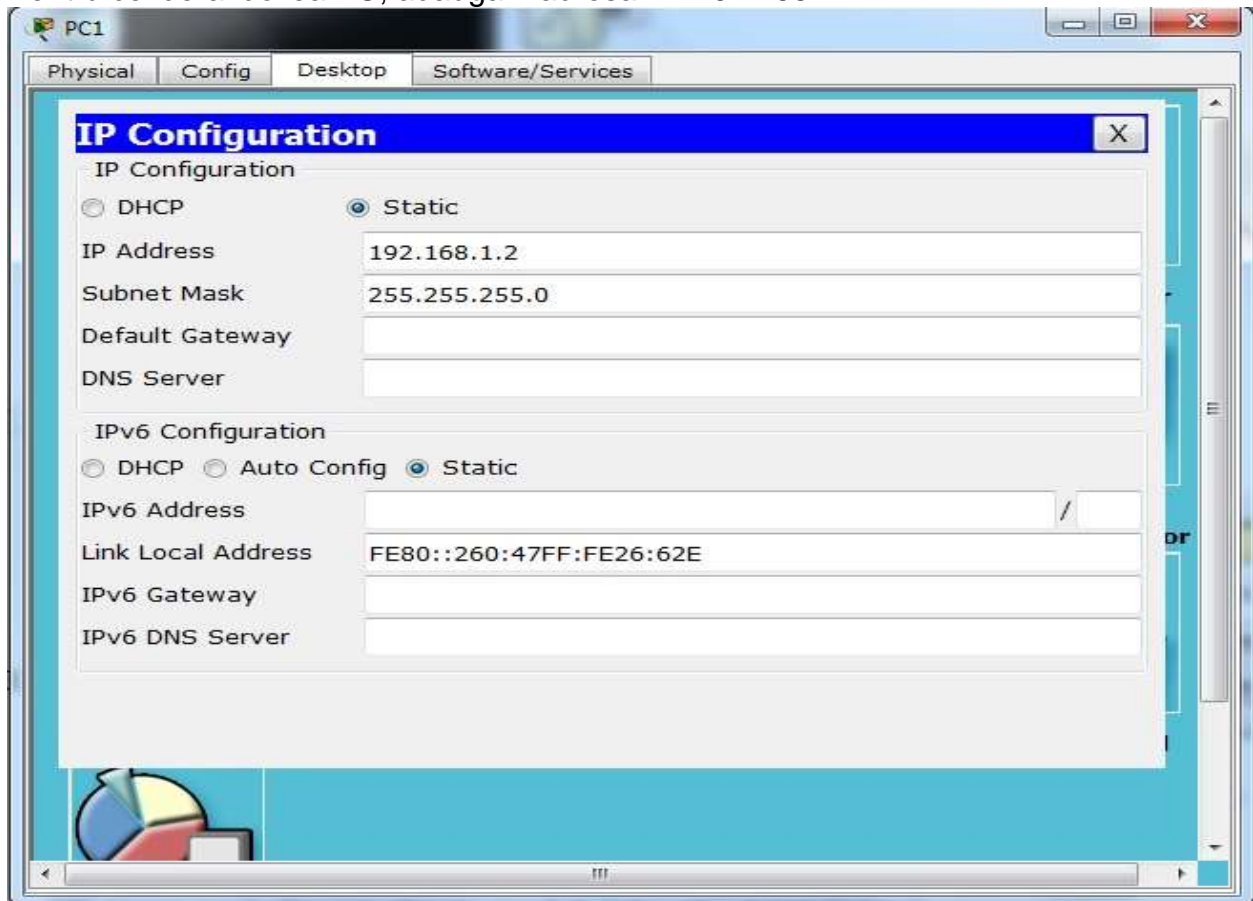 PC1
Physical Config Desktop Software/Services
IP Configuration X
IP Configuration
DHCP Static
IP Address 192.168.1.2
Subnet Mask 255.255.255.0
Default Gateway
DNS Server
IPv6 Configuration
DHCP Auto Config Static
IPv6 Address /
Link Local Address FE80::260:47FF:FE26:62E
or
IPv6 Gateway
IPv6 DNS Server